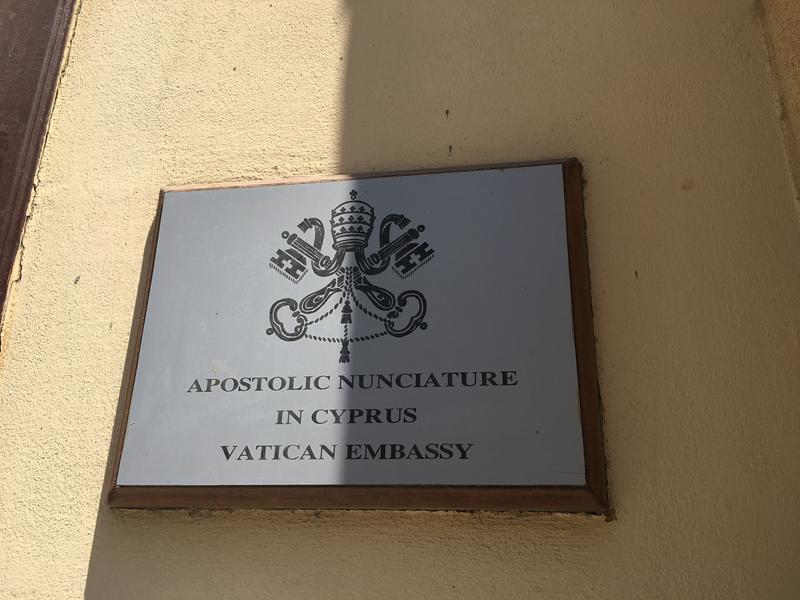 APOSTOLIC NUNCIATURE
IN CYPRUS
VATICAN EMBASSY